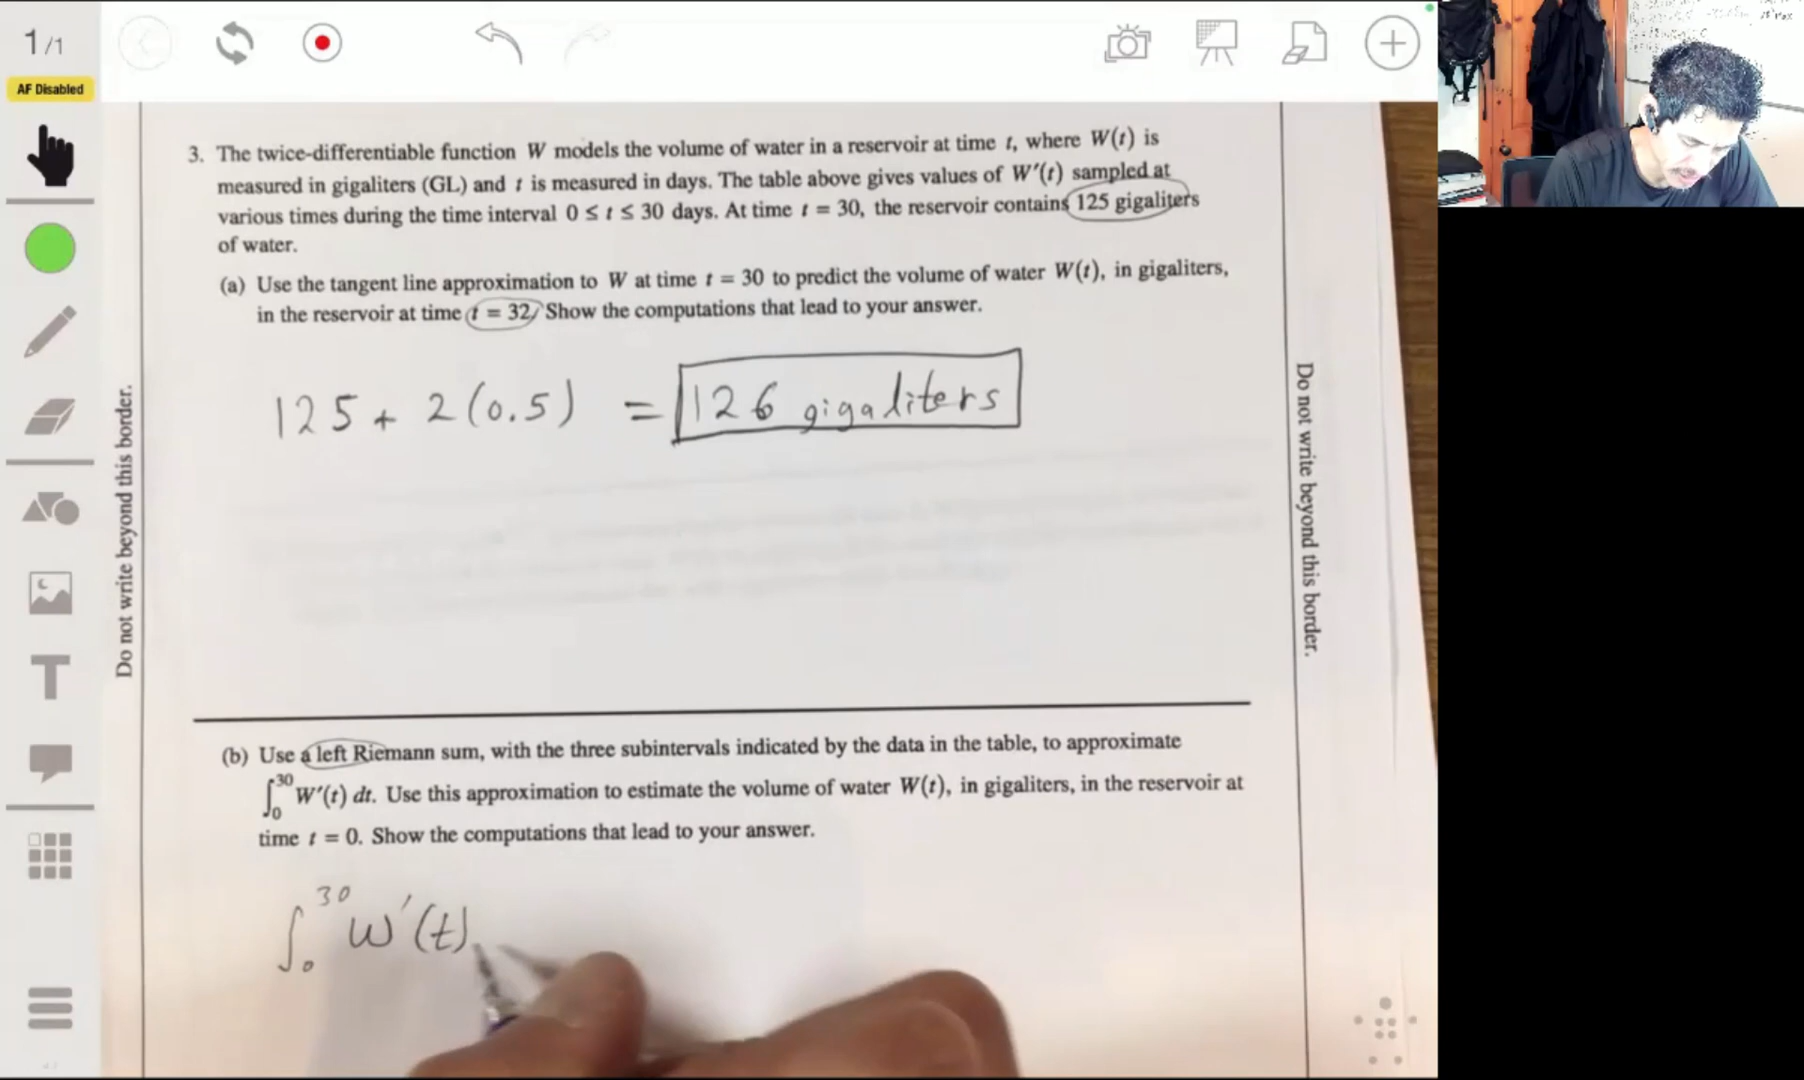 1/1
AF Disabled
3. The twice-differentiable function W models the volume of water in a reservoir at time t, where W(t) is
measured in gigaliters (GL) and t is measured in days. The table above gives values of W′(t) sampled at
various times during the time interval 0 ≤ t ≤ 30 days. At time t = 30, the reservoir contains 125 gigaliters
of water.
(a) Use the tangent line approximation to W at time t = 30 to predict the volume of water W(t), in gigaliters,
in the reservoir at time t = 32. Show the computations that lead to your answer.
125 + 2(0.5) = 126 gigaliters
Do not write beyond this border.
Do not write beyond this border.
(b) Use a left Riemann sum, with the three subintervals indicated by the data in the table, to approximate
∫₀³⁰ W′(t) dt. Use this approximation to estimate the volume of water W(t), in gigaliters, in the reservoir at
time t = 0. Show the computations that lead to your answer.
∫₀³⁰ W′(t)
T